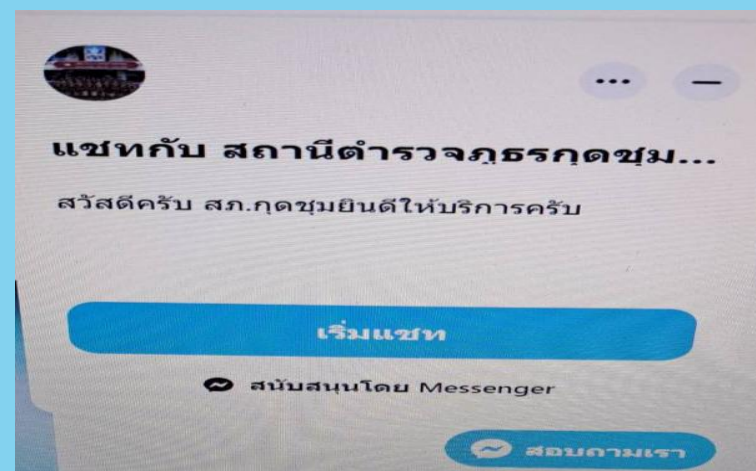 แชทกับ สถานีตำรวจภูธรกุดชุม...
สวัสดีครับ สภ.กุดชุมยินดีให้บริการครับ
เริ่มแชท
สนับสนุนโดย Messenger
สอบถามเรา